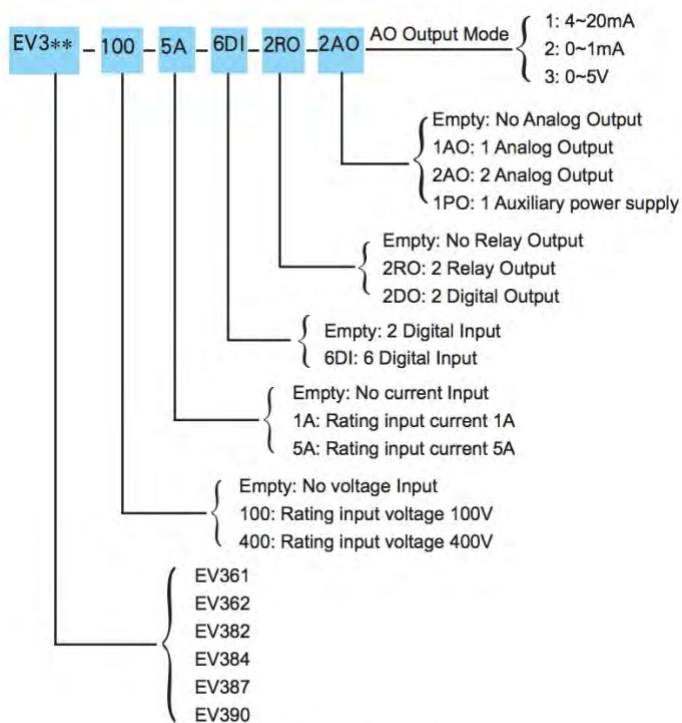 EV3** - 100 - 5A - 6DI - 2RO - 2AO AO Output Mode
1: 4~20mA
2: 0~1mA
3: 0~5V
Empty: No Analog Output
1AO: 1 Analog Output
2AO: 2 Analog Output
1PO: 1 Auxiliary power supply
Empty: No Relay Output
2RO: 2 Relay Output
2DO: 2 Digital Output
Empty: 2 Digital Input
6DI: 6 Digital Input
Empty: No current Input
1A: Rating input current 1A
5A: Rating input current 5A
Empty: No voltage Input
100: Rating input voltage 100V
400: Rating input voltage 400V
EV361
EV362
EV382
EV384
EV387
EV390